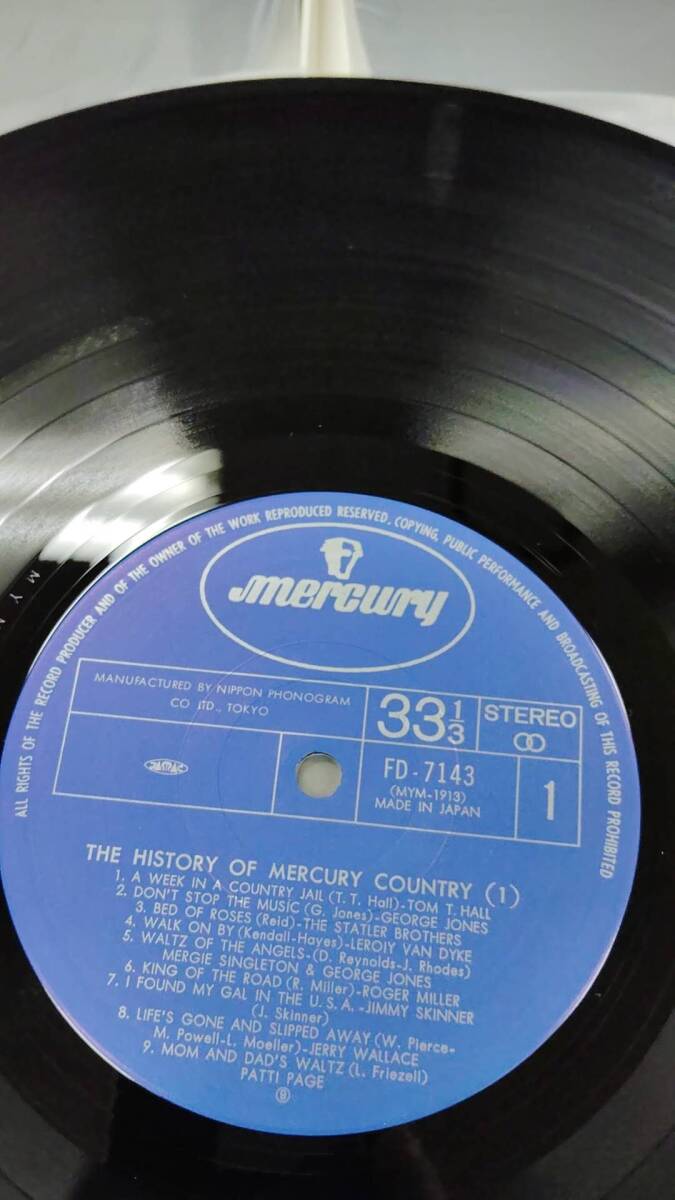 ALL RIGHTS OF THE RECORD PRODUCER AND OF THE OWNER OF THE WORK REPRODUCED RESERVED. COPYING, PUBLIC PERFORMANCE AND BROADCASTING OF THIS RECORD PROHIBITED
mercury
MANUFACTURED BY NIPPON PHONOGRAM
CO LTD., TOKYO
33 1/3
STEREO
JASRAC
FD-7143
(MYM-1913)
MADE IN JAPAN
1
THE HISTORY OF MERCURY COUNTRY (1)
1. A WEEK IN A COUNTRY JAIL (T. T. Hall)-TOM T. HALL
2. DON'T STOP THE MUSIC (G. Jones)-GEORGE JONES
3. BED OF ROSES (Reid)-THE STATLER BROTHERS
4. WALK ON BY (Kendall-Hayes)-LEROIY VAN DYKE
5. WALTZ OF THE ANGELS-(D. Reynolds-J. Rhodes)
MERGIE SINGLETON & GEORGE JONES
6. KING OF THE ROAD (R. Miller)-ROGER MILLER
7. I FOUND MY GAL IN THE U. S. A. -JIMMY SKINNER
(J. Skinner)
8. LIFE'S GONE AND SLIPPED AWAY (W. Pierce-
M. Powell-L. Moeller)-JERRY WALLACE
9. MOM AND DAD'S WALTZ (L. Friezell)
PATTI PAGE